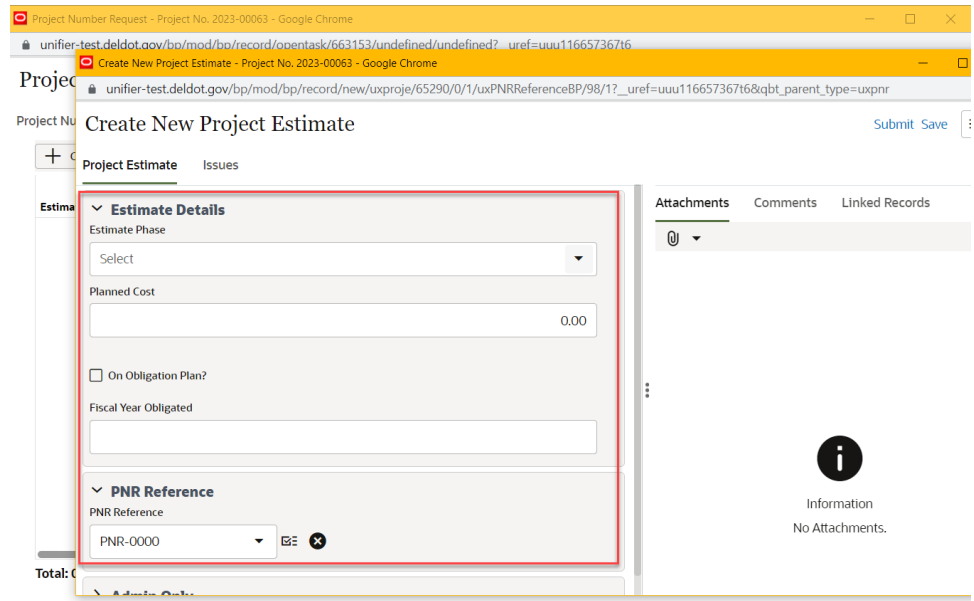 Project Number Request - Project No. 2023-00063 - Google Chrome
unifier-test.deldot.gov/bp/mod/bp/record/opentask/663153/undefined/undefined?_uref=uuu116657367t6
Create New Project Estimate - Project No. 2023-00063 - Google Chrome
unifier-test.deldot.gov/bp/mod/bp/record/new/uxproje/65290/0/1/uxPNRReferenceBP/98/1?_uref=uuu116657367t6&qbt_parent_type=uxpnr
Create New Project Estimate
Submit Save
Project Estimate Issues
Estimate Details
Estimate Phase
Select
Planned Cost
0.00
On Obligation Plan?
Fiscal Year Obligated
PNR Reference
PNR Reference
PNR-0000
Attachments Comments Linked Records
Information
No Attachments.
Total: